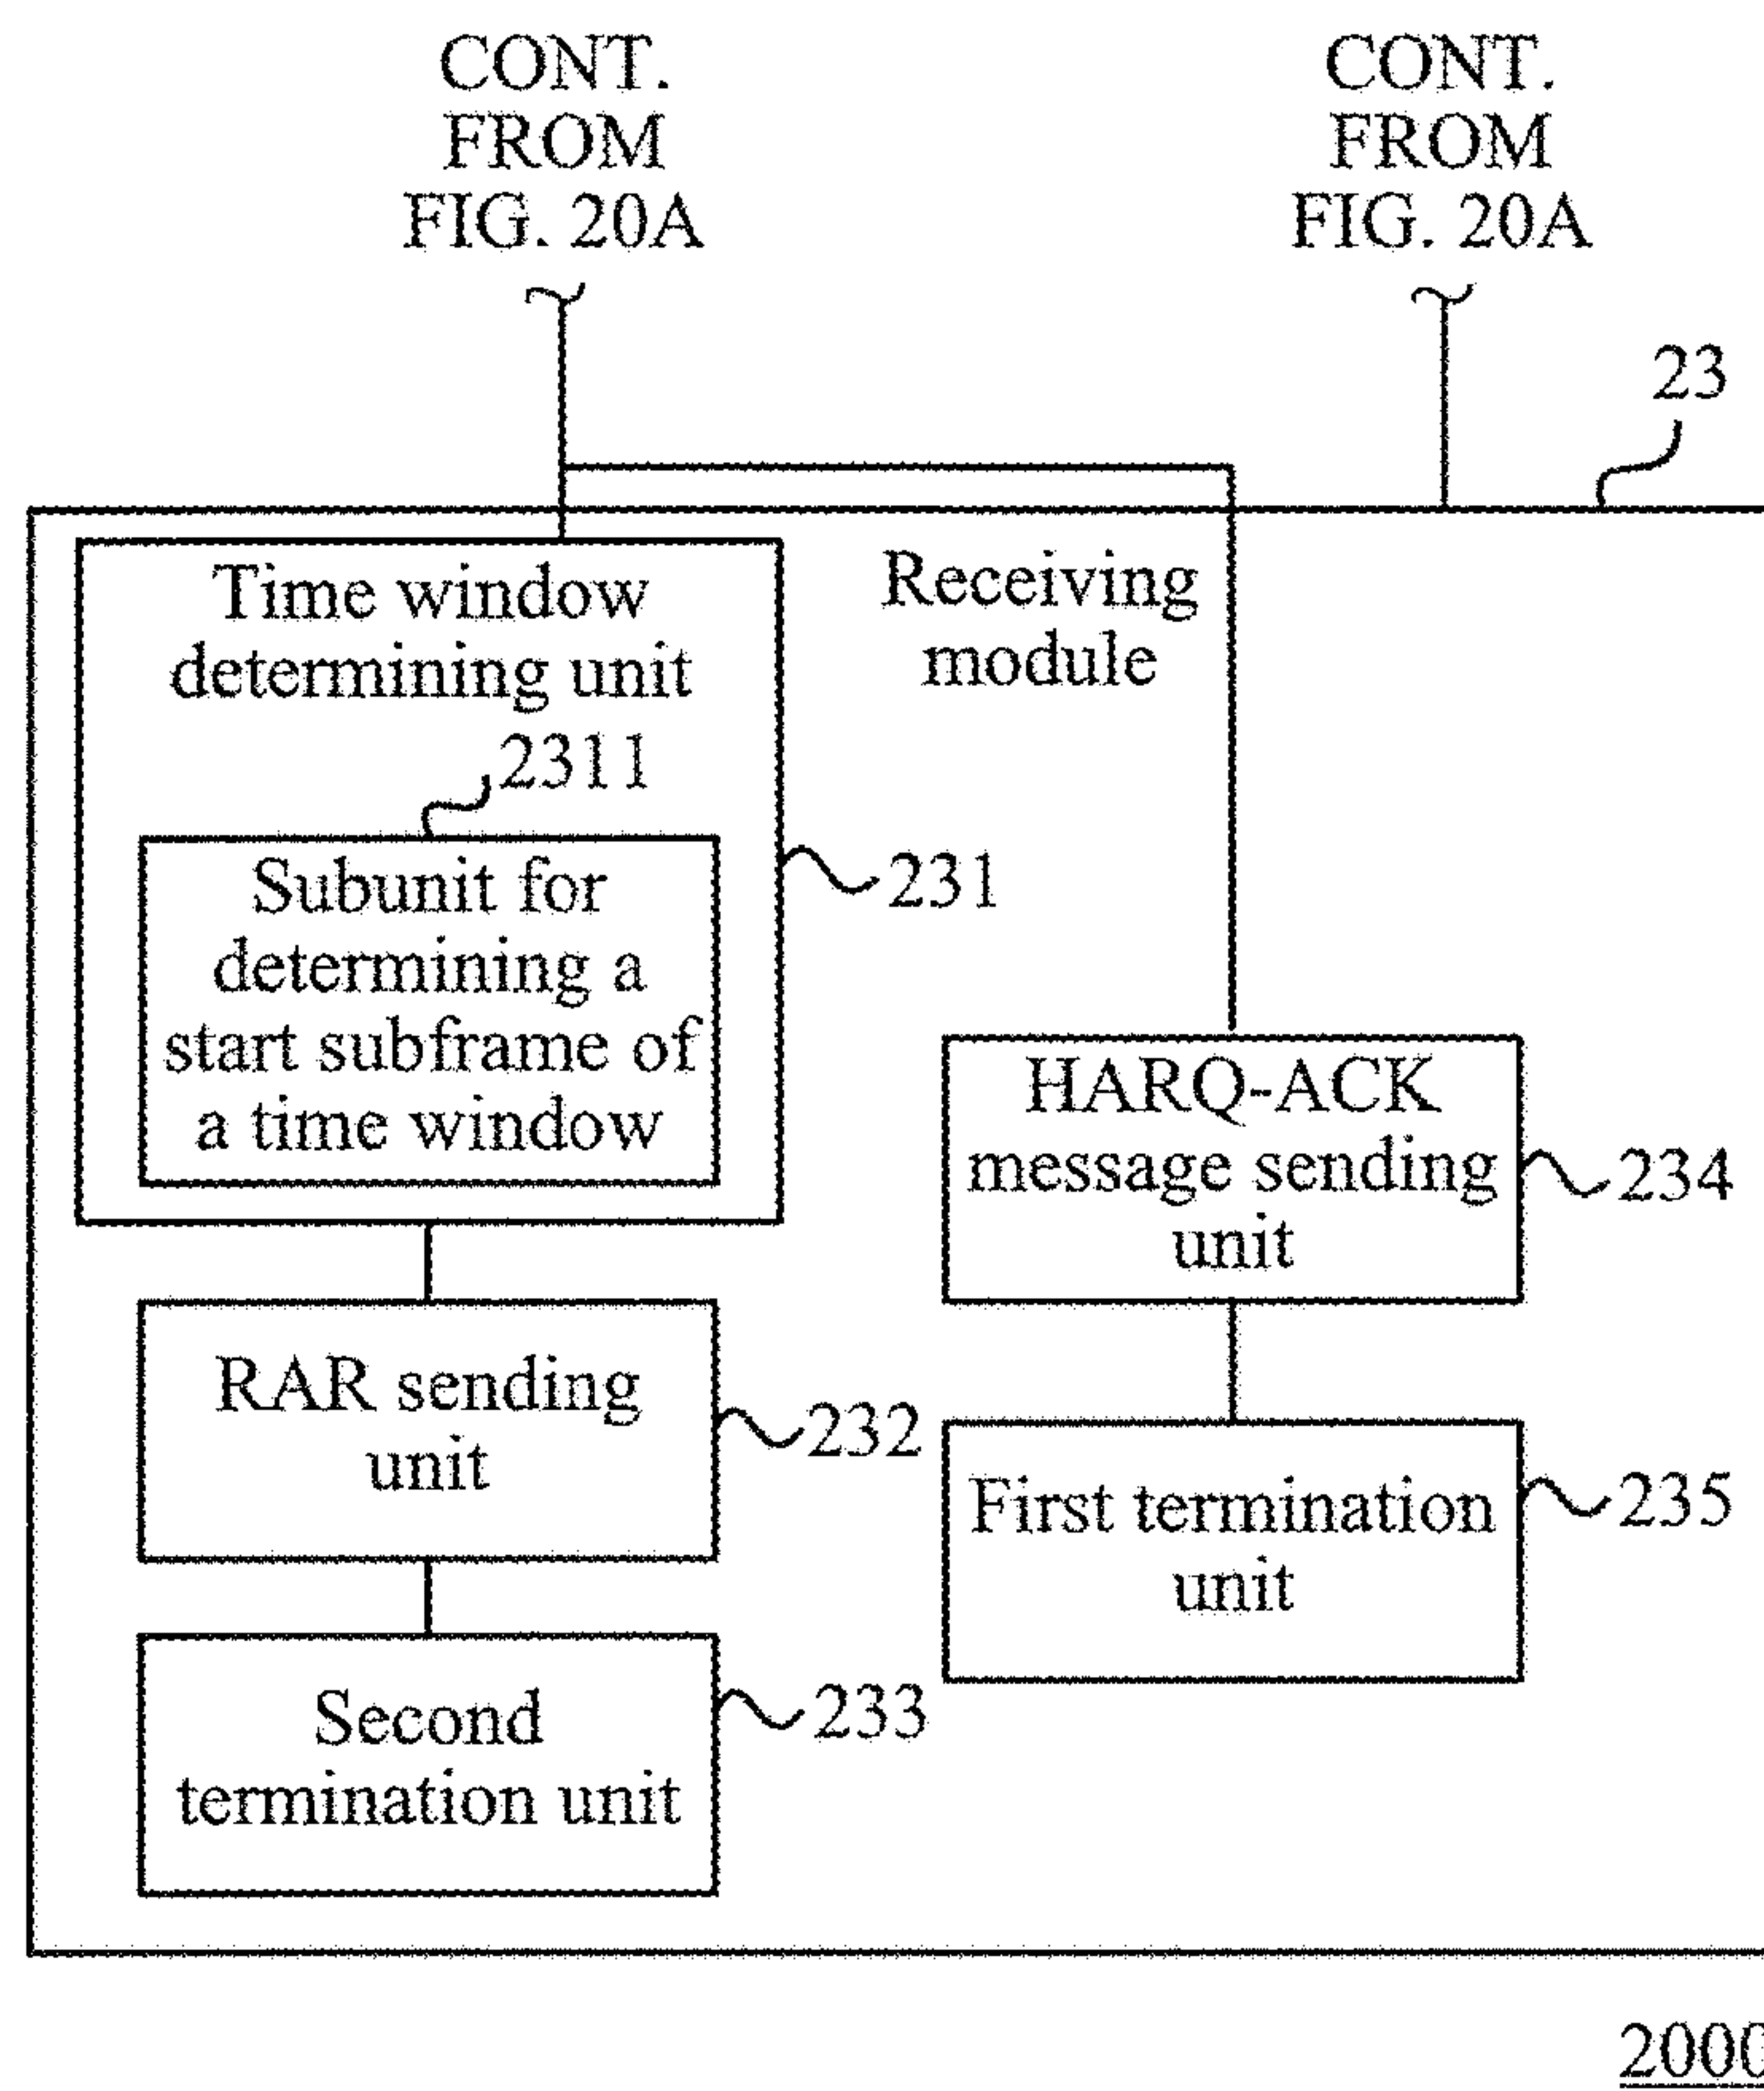 CONT.
FROM
FIG. 20A
CONT.
FROM
FIG. 20A
23
Time window
determining unit
2311
Subunit for
determining a
start subframe of
a time window
231
Receiving
module
HARQ-ACK
message sending
unit
234
RAR sending
unit
232
First termination
unit
235
Second
termination unit
233
2000